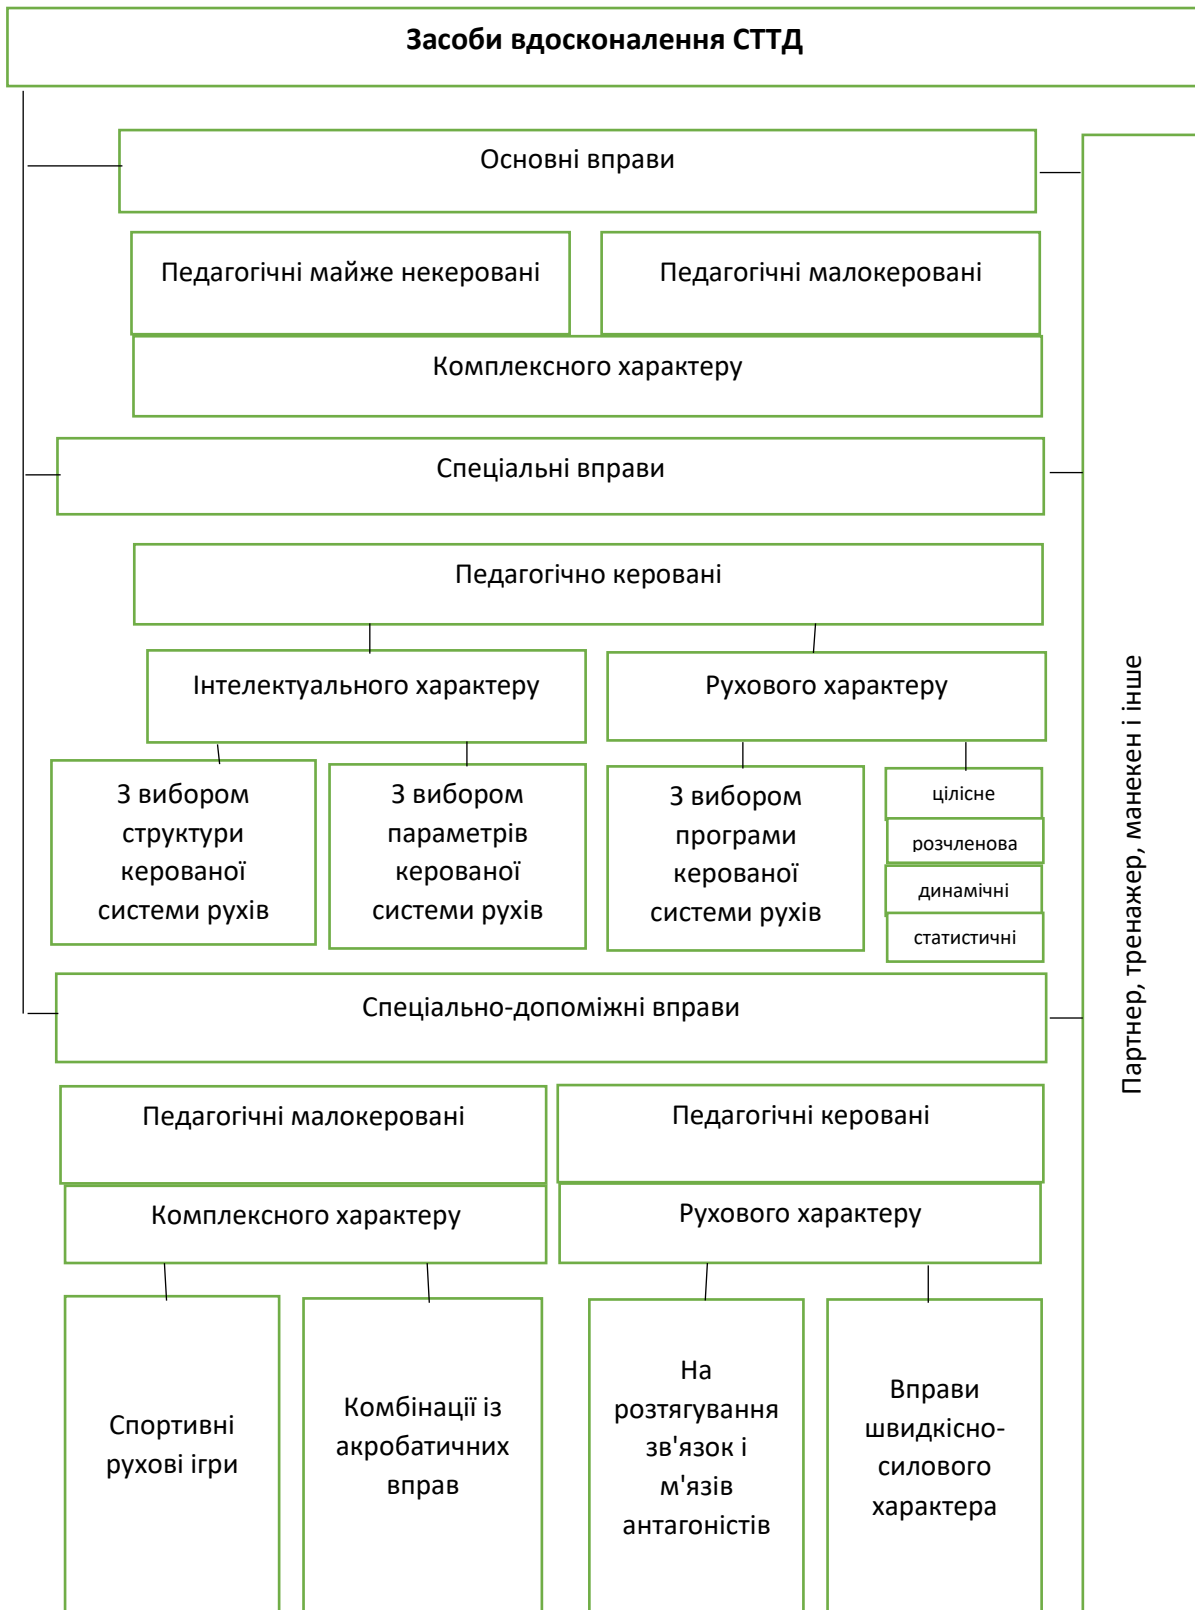 Засоби вдосконалення СТТД
Основні вправи
Педагогічні майже некеровані
Педагогічні малокеровані
Комплексного характеру
Спеціальні вправи
Педагогічно керовані
Інтелектуального характеру
Рухового характеру
З вибором
структури
керованої
системи рухів
З вибором
параметрів
керованої
системи рухів
З вибором
програми
керованої
системи рухів
цілісне
розчленова
динамічні
статистичні
Спеціально-допоміжні вправи
Педагогічні малокеровані
Педагогічні керовані
Комплексного характеру
Рухового характеру
Спортивні
рухові ігри
Комбінації із
акробатичних
вправ
На
розтягування
зв'язок і
м'язів
антагоністів
Вправи
швидкісно-
силового
характера
Партнер, тренажер, манекен і інше